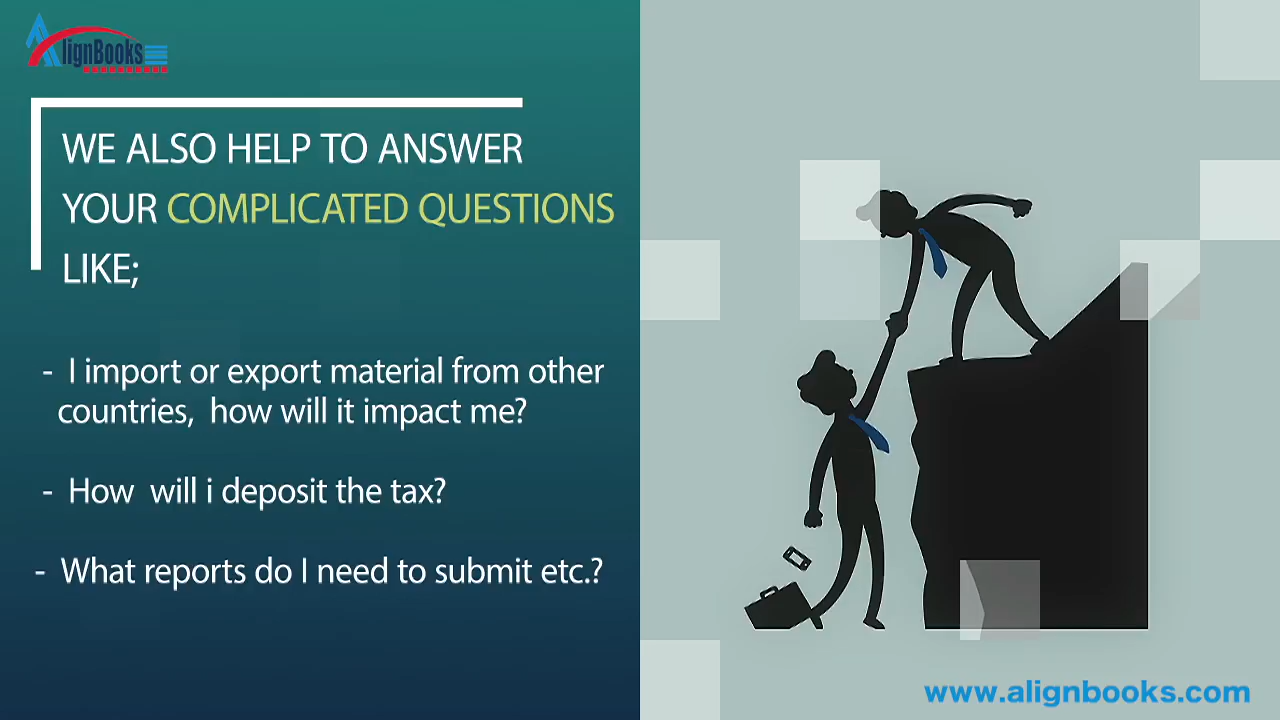 AlignBooks
WE ALSO HELP TO ANSWER
YOUR COMPLICATED QUESTIONS
LIKE;
- I import or export material from other
countries, how will it impact me?
- How will i deposit the tax?
- What reports do I need to submit etc.?
www.alignbooks.com